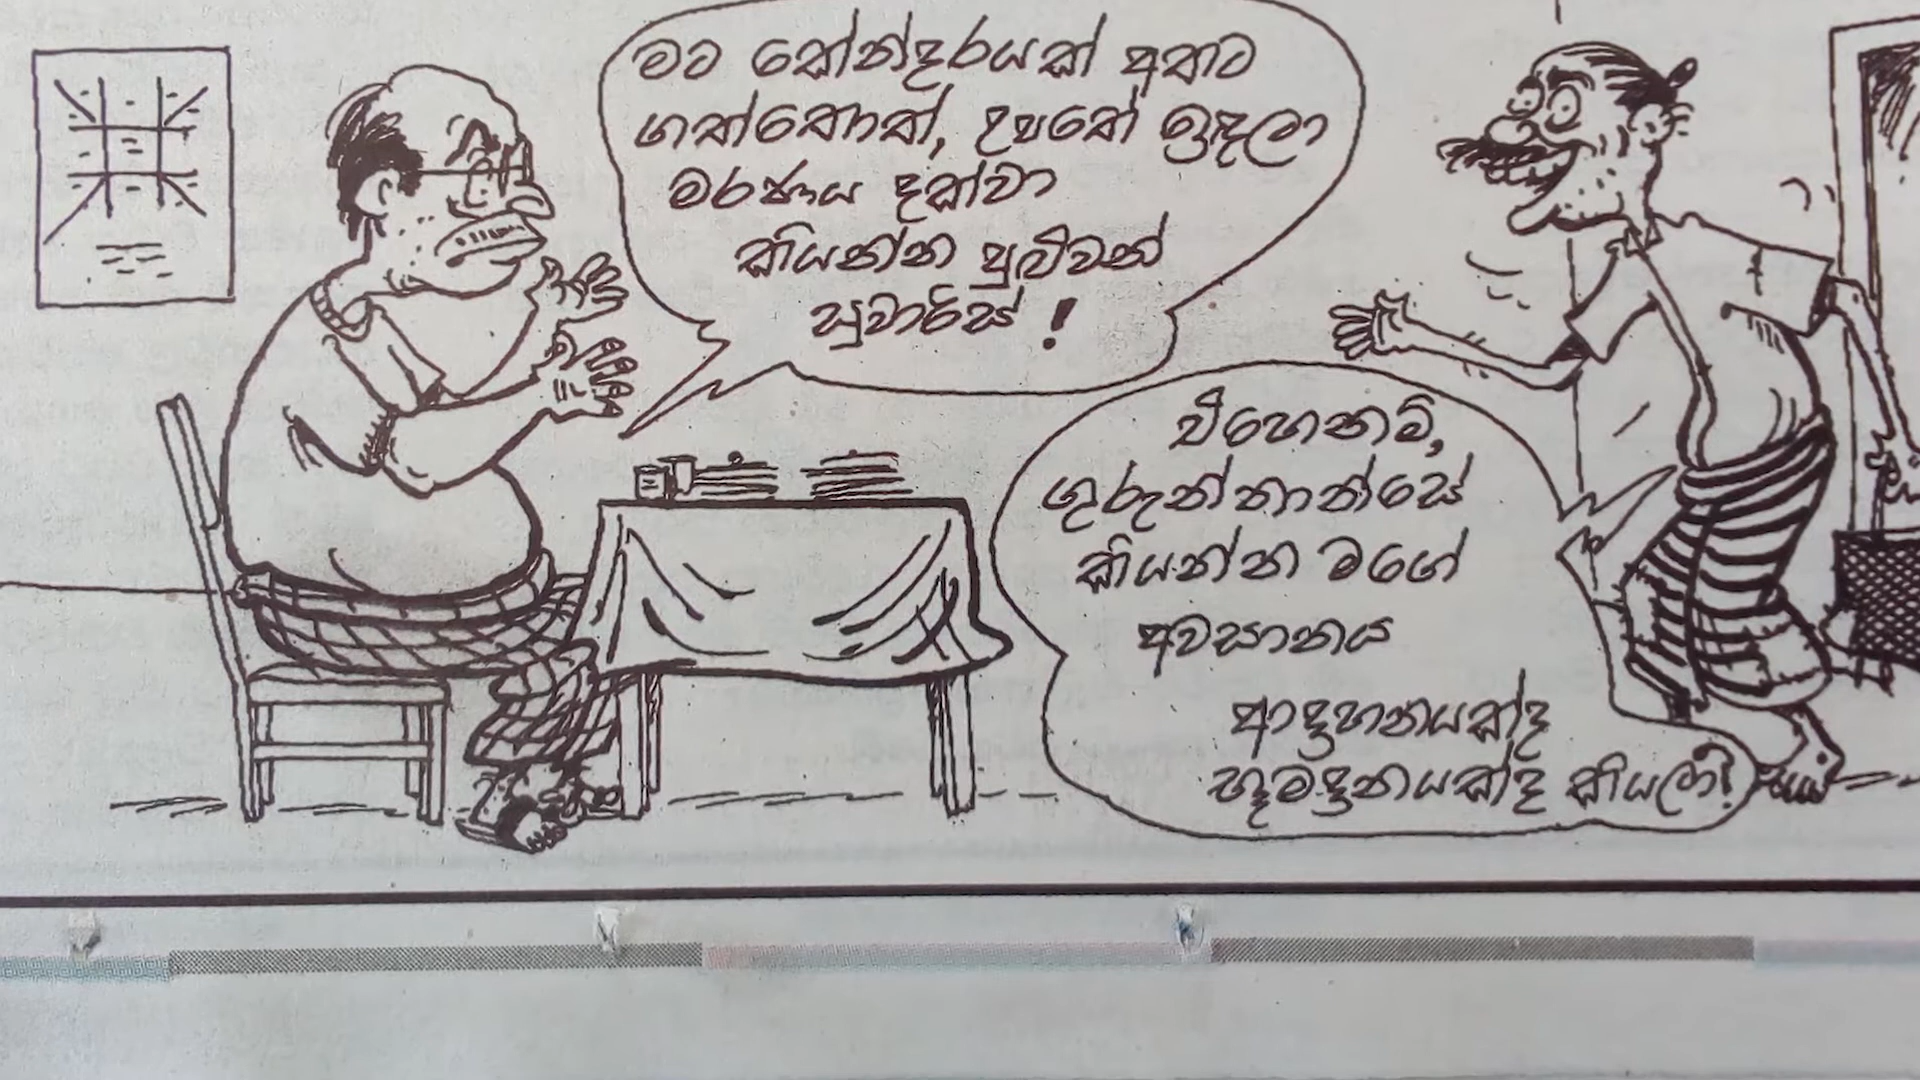 මට කේන්දරයක් අතට
ගත්තොත්, උපතේ ඉඳලා
මරණය දක්වා
කියන්න පුළුවන්
සුවාරිස් !
එහෙනම්,
ගුරුන්නාන්සේ
කියන්න මගේ
අවසානය
ආදාහනයක්ද
භූමදානයක්ද කියලා!